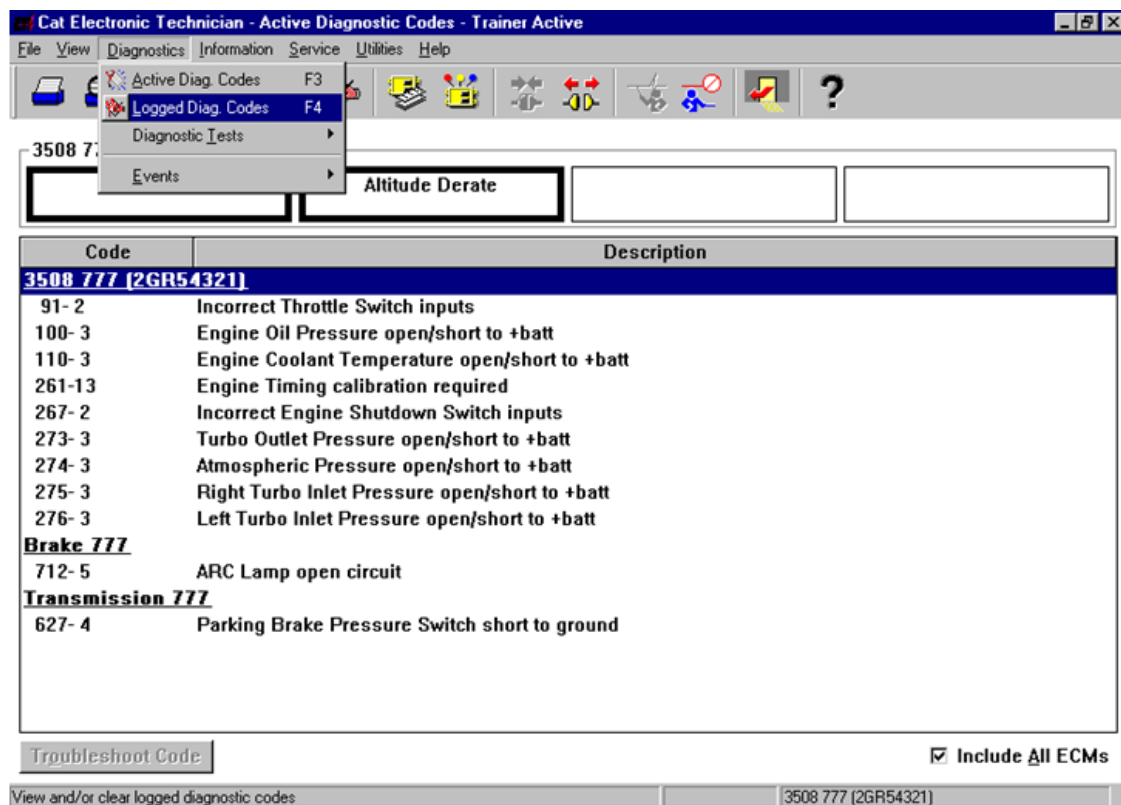 Cat Electronic Technician - Active Diagnostic Codes - Trainer Active
File View Diagnostics Information Service Utilities Help
Active Diag. Codes F3
Logged Diag. Codes F4
Diagnostic Tests
Events
?
3508 77
Altitude Derate
Code Description
3508 777 (2GR54321)
91- 2 Incorrect Throttle Switch inputs
100- 3 Engine Oil Pressure open/short to +batt
110- 3 Engine Coolant Temperature open/short to +batt
261-13 Engine Timing calibration required
267- 2 Incorrect Engine Shutdown Switch inputs
273- 3 Turbo Outlet Pressure open/short to +batt
274- 3 Atmospheric Pressure open/short to +batt
275- 3 Right Turbo Inlet Pressure open/short to +batt
276- 3 Left Turbo Inlet Pressure open/short to +batt
Brake 777
712- 5 ARC Lamp open circuit
Transmission 777
627- 4 Parking Brake Pressure Switch short to ground
Troubleshoot Code Include All ECMs
View and/or clear logged diagnostic codes 3508 777 (2GR54321)